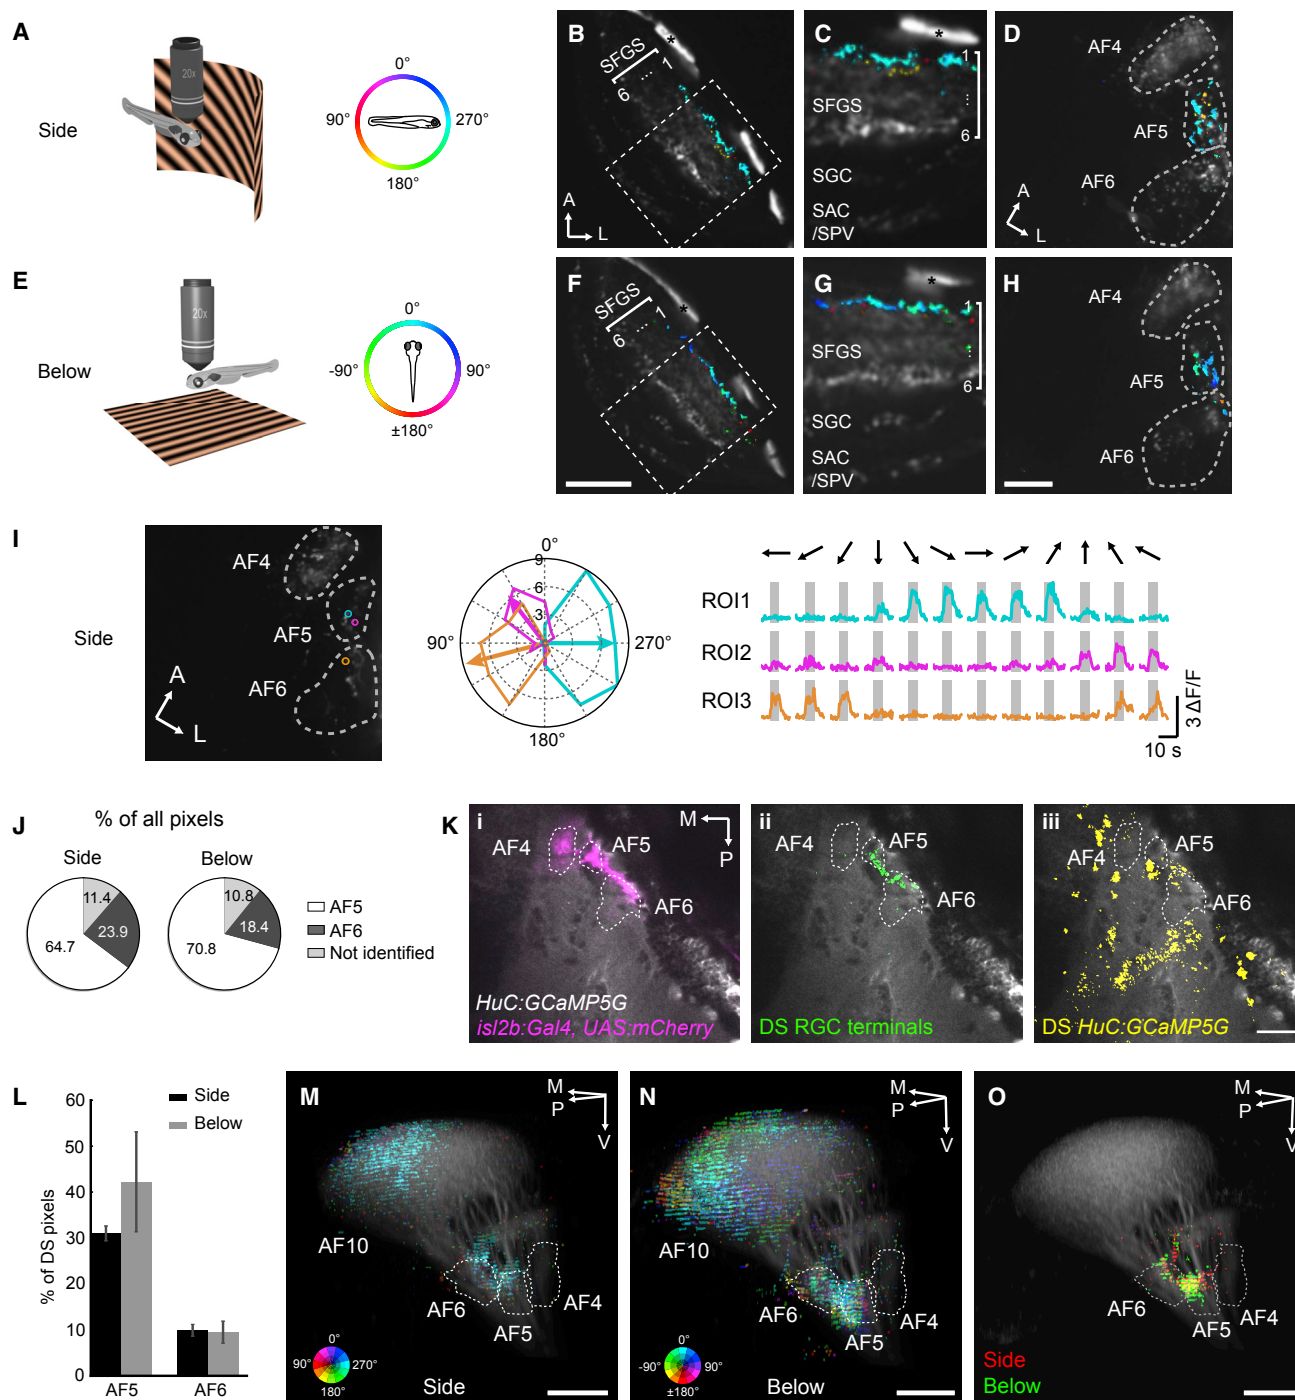 A
Side
20x
0°
90°
270°
180°
B
SFGS
6
...
1
*
A
L
C
*
1
...
6
SFGS
SGC
SAC
/SPV
D
AF4
AF5
AF6
A
L
E
Below
20x
0°
-90°
90°
±180°
F
SFGS
6
...
1
*
G
*
1
...
6
SFGS
SGC
SAC
/SPV
H
AF4
AF5
AF6
I
Side
AF4
AF5
AF6
A
L
0°
9
6
3
90°
270°
180°
ROI1
ROI2
ROI3
3 ΔF/F
10 s
J
% of all pixels
Side
Below
11.4
23.9
64.7
10.8
18.4
70.8
AF5
AF6
Not identified
K
i
M
P
AF4
AF5
AF6
HuC:GCaMP5G
isl2b:Gal4, UAS:mCherry
ii
AF4
AF5
AF6
DS RGC terminals
iii
AF4
AF5
AF6
DS HuC:GCaMP5G
L
Side
Below
% of DS pixels
60
50
40
30
20
10
0
AF5
AF6
M
M
P
V
AF10
AF6
AF5
AF4
0°
90°
270°
180°
Side
N
M
P
V
AF10
AF6
AF5
AF4
0°
-90°
90°
±180°
Below
O
M
P
V
AF6
AF5
AF4
Side
Below